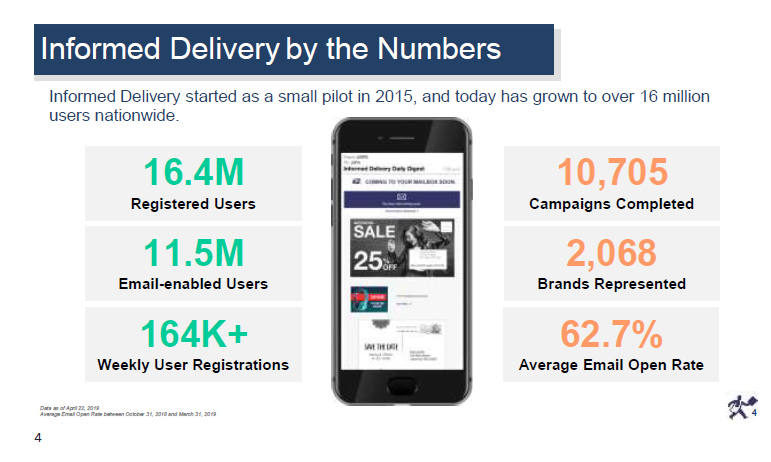 Informed Delivery by the Numbers
Informed Delivery started as a small pilot in 2015, and today has grown to over 16 million
users nationwide.
16.4M
Registered Users
11.5M
Email-enabled Users
164K+
Weekly User Registrations
Informed Delivery Daily Digest
COMING TO YOUR MAILBOX SOON.
SALE
25% OFF
SAVE THE DATE
10,705
Campaigns Completed
2,068
Brands Represented
62.7%
Average Email Open Rate
Data as of April 22, 2019
Average Email Open Rate between October 31, 2018 and March 31, 2019
4
4